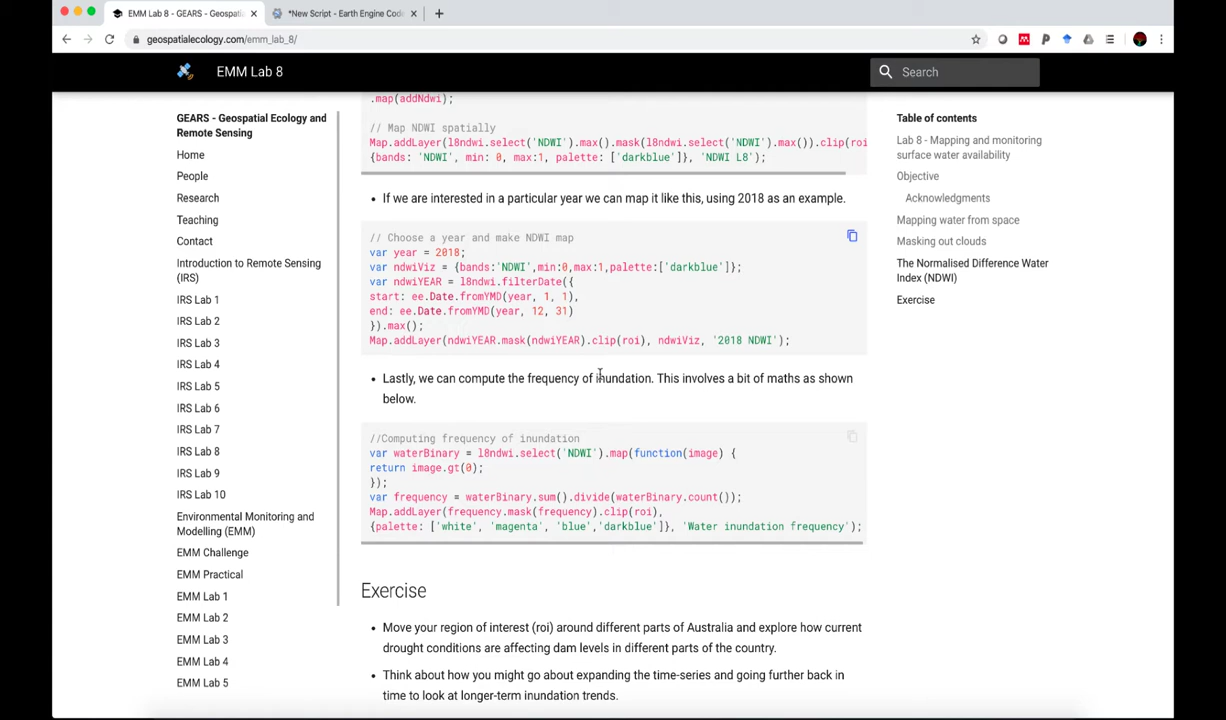 EMM Lab 8 - GEARS - Geospatial
*New Script - Earth Engine Code
geospatialecology.com/emm_lab_8/
EMM Lab 8
Search
GEARS - Geospatial Ecology and
Remote Sensing
Home
People
Research
Teaching
Contact
Introduction to Remote Sensing
(IRS)
IRS Lab 1
IRS Lab 2
IRS Lab 3
IRS Lab 4
IRS Lab 5
IRS Lab 6
IRS Lab 7
IRS Lab 8
IRS Lab 9
IRS Lab 10
Environmental Monitoring and
Modelling (EMM)
EMM Challenge
EMM Practical
EMM Lab 1
EMM Lab 2
EMM Lab 3
EMM Lab 4
EMM Lab 5
.map(addNdwi);
// Map NDWI spatially
Map.addLayer(l8ndwi.select('NDWI').max().mask(l8ndwi.select('NDWI').max()).clip(roi
{bands: 'NDWI', min: 0, max:1, palette: ['darkblue']}, 'NDWI L8');
• If we are interested in a particular year we can map it like this, using 2018 as an example.
// Choose a year and make NDWI map
var year = 2018;
var ndwiViz = {bands:'NDWI',min:0,max:1,palette:['darkblue']};
var ndwiYEAR = l8ndwi.filterDate({
start: ee.Date.fromYMD(year, 1, 1),
end: ee.Date.fromYMD(year, 12, 31)
}).max();
Map.addLayer(ndwiYEAR.mask(ndwiYEAR).clip(roi), ndwiViz, '2018 NDWI');
• Lastly, we can compute the frequency of inundation. This involves a bit of maths as shown
below.
//Computing frequency of inundation
var waterBinary = l8ndwi.select('NDWI').map(function(image) {
return image.gt(0);
});
var frequency = waterBinary.sum().divide(waterBinary.count());
Map.addLayer(frequency.mask(frequency).clip(roi),
{palette: ['white', 'magenta', 'blue','darkblue']}, 'Water inundation frequency');
Exercise
• Move your region of interest (roi) around different parts of Australia and explore how current
drought conditions are affecting dam levels in different parts of the country.
• Think about how you might go about expanding the time-series and going further back in
time to look at longer-term inundation trends.
Table of contents
Lab 8 - Mapping and monitoring
surface water availability
Objective
Acknowledgments
Mapping water from space
Masking out clouds
The Normalised Difference Water
Index (NDWI)
Exercise